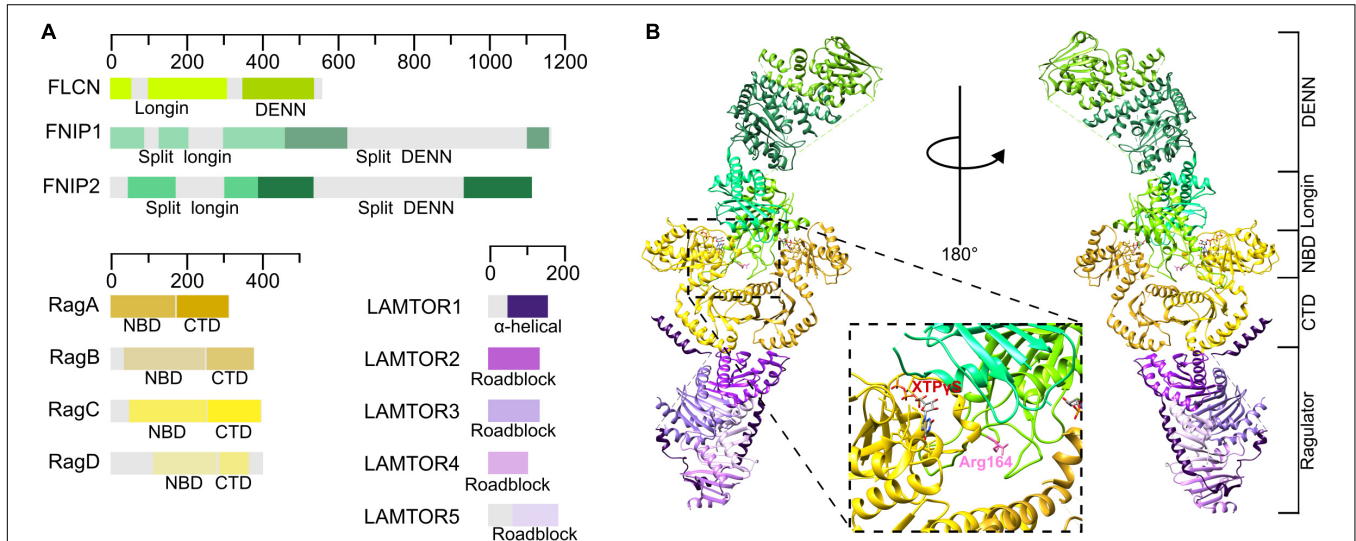 A
0 200 400 600 800 1000 1200
FLCN
Longin DENN
FNIP1
Split longin Split DENN
FNIP2
Split longin Split DENN
0 200 400
RagA
NBD CTD
RagB
NBD CTD
RagC
NBD CTD
RagD
NBD CTD
0 200
LAMTOR1
α-helical
LAMTOR2
Roadblock
LAMTOR3
Roadblock
LAMTOR4
Roadblock
LAMTOR5
Roadblock
B
180°
XTPγS
Arg164
DENN
Longin
NBD
CTD
Ragulator